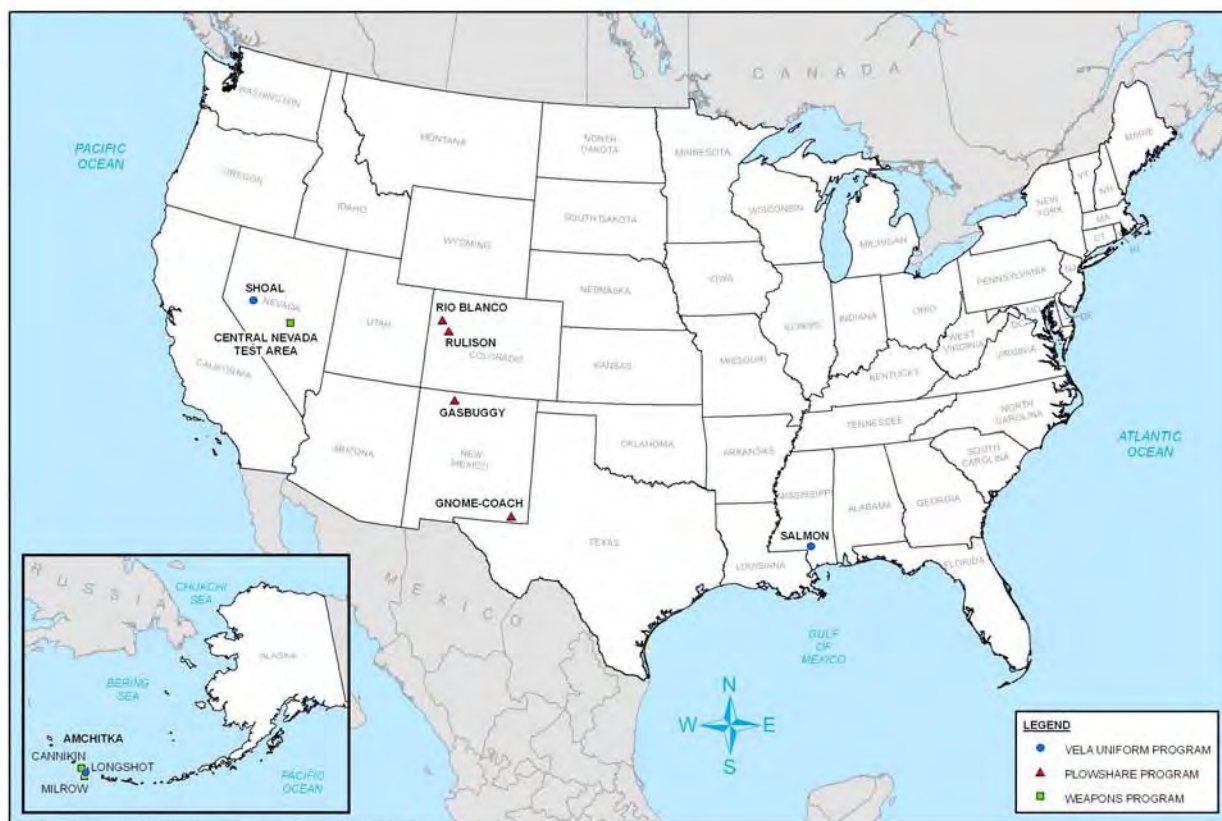 CANADA
WASHINGTON
MONTANA
NORTH
DAKOTA
MINNESOTA
MAINE
PACIFIC
OCEAN
OREGON
IDAHO
SOUTH DAKOTA
WISCONSIN
VT
NH
NEW
YORK
MA
CT
RI
WYOMING
MICHIGAN
IOWA
PENNSYLVANIA
NJ
SHOAL
NEVADA
NEBRASKA
RIO BLANCO
ILLINOIS
INDIANA
OHIO
MD
DC
DE
UTAH
RULISON
COLORADO
CENTRAL NEVADA
TEST AREA
WEST
VIRGINIA
VIRGINIA
CALIFORNIA
KANSAS
MISSOURI
KENTUCKY
GASBUGGY
NORTH
CAROLINA
TENNESSEE
ATLANTIC
OCEAN
ARIZONA
NEW
MEXICO
OKLAHOMA
ARKANSAS
SOUTH
CAROLINA
MISSISSIPPI
ALABAMA
GEORGIA
GNOME-COACH
SALMON
TEXAS
LOUISIANA
FLORIDA
MEXICO
GULF
OF
MEXICO
RUSSIA
CHUKCHI
SEA
ALASKA
BERING
SEA
AMCHITKA
CANNIKIN
LONGSHOT
MILROW
PACIFIC
OCEAN
N
W E
S
LEGEND
VELA UNIFORM PROGRAM
PLOWSHARE PROGRAM
WEAPONS PROGRAM